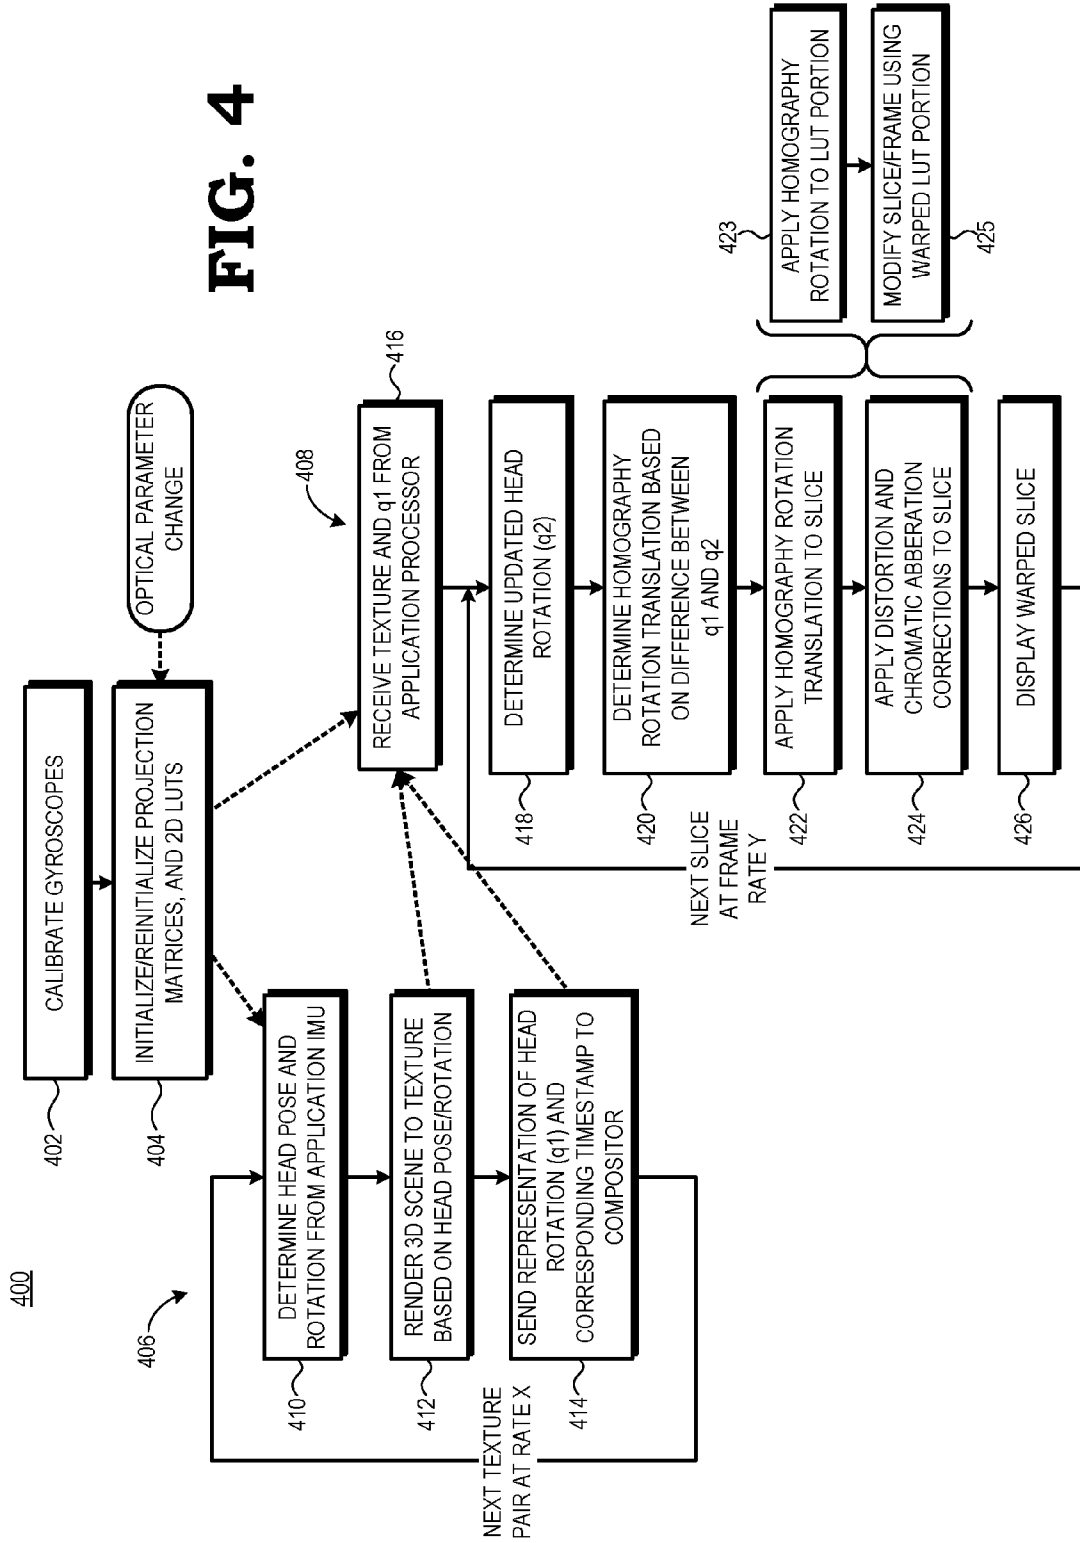 400
FIG. 4
CALIBRATE GYROSCOPES
402
INITIALIZE/REINITIALIZE PROJECTION
MATRICES, AND 2D LUTS
404
OPTICAL PARAMETER
CHANGE
406
DETERMINE HEAD POSE AND
ROTATION FROM APPLICATION IMU
410
RENDER 3D SCENE TO TEXTURE
BASED ON HEAD POSE/ROTATION
412
SEND REPRESENTATION OF HEAD
ROTATION (q1) AND
CORRESPONDING TIMESTAMP TO
COMPOSITOR
414
NEXT TEXTURE
PAIR AT RATE X
408
RECEIVE TEXTURE AND q1 FROM
APPLICATION PROCESSOR
416
DETERMINE UPDATED HEAD
ROTATION (q2)
418
DETERMINE HOMOGRAPHY
ROTATION TRANSLATION BASED
ON DIFFERENCE BETWEEN
q1 AND q2
420
APPLY HOMOGRAPHY ROTATION
TRANSLATION TO SLICE
422
APPLY DISTORTION AND
CHROMATIC ABBERATION
CORRECTIONS TO SLICE
424
DISPLAY WARPED SLICE
426
NEXT SLICE
AT FRAME
RATE Y
423
APPLY HOMOGRAPHY
ROTATION TO LUT PORTION
MODIFY SLICE/FRAME USING
WARPED LUT PORTION
425